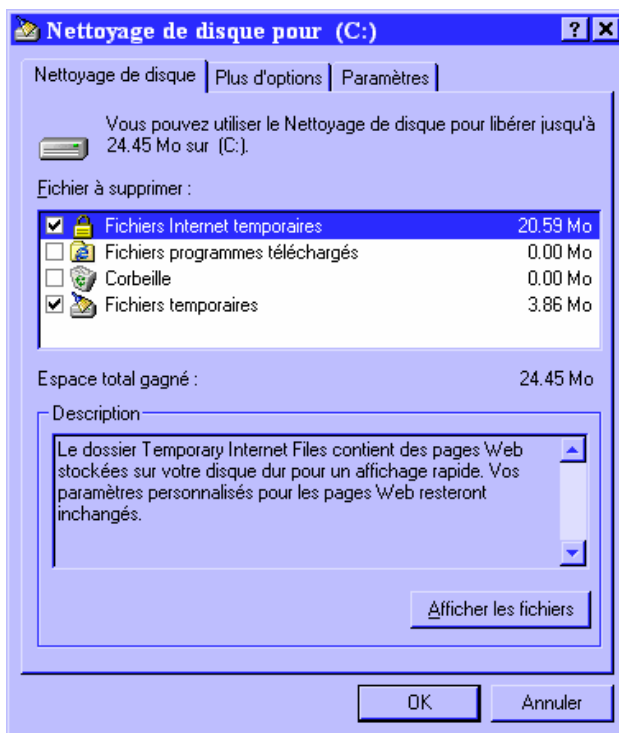 Nettoyage de disque pour (C:)
Nettoyage de disque Plus d'options Paramètres
Vous pouvez utiliser le Nettoyage de disque pour libérer jusqu'à
24.45 Mo sur (C:).
Fichier à supprimer :
Fichiers Internet temporaires 20.59 Mo
Fichiers programmes téléchargés 0.00 Mo
Corbeille 0.00 Mo
Fichiers temporaires 3.86 Mo
Espace total gagné : 24.45 Mo
Description
Le dossier Temporary Internet Files contient des pages Web
stockées sur votre disque dur pour un affichage rapide. Vos
paramètres personnalisés pour les pages Web resteront
inchangés.
Afficher les fichiers
OK Annuler